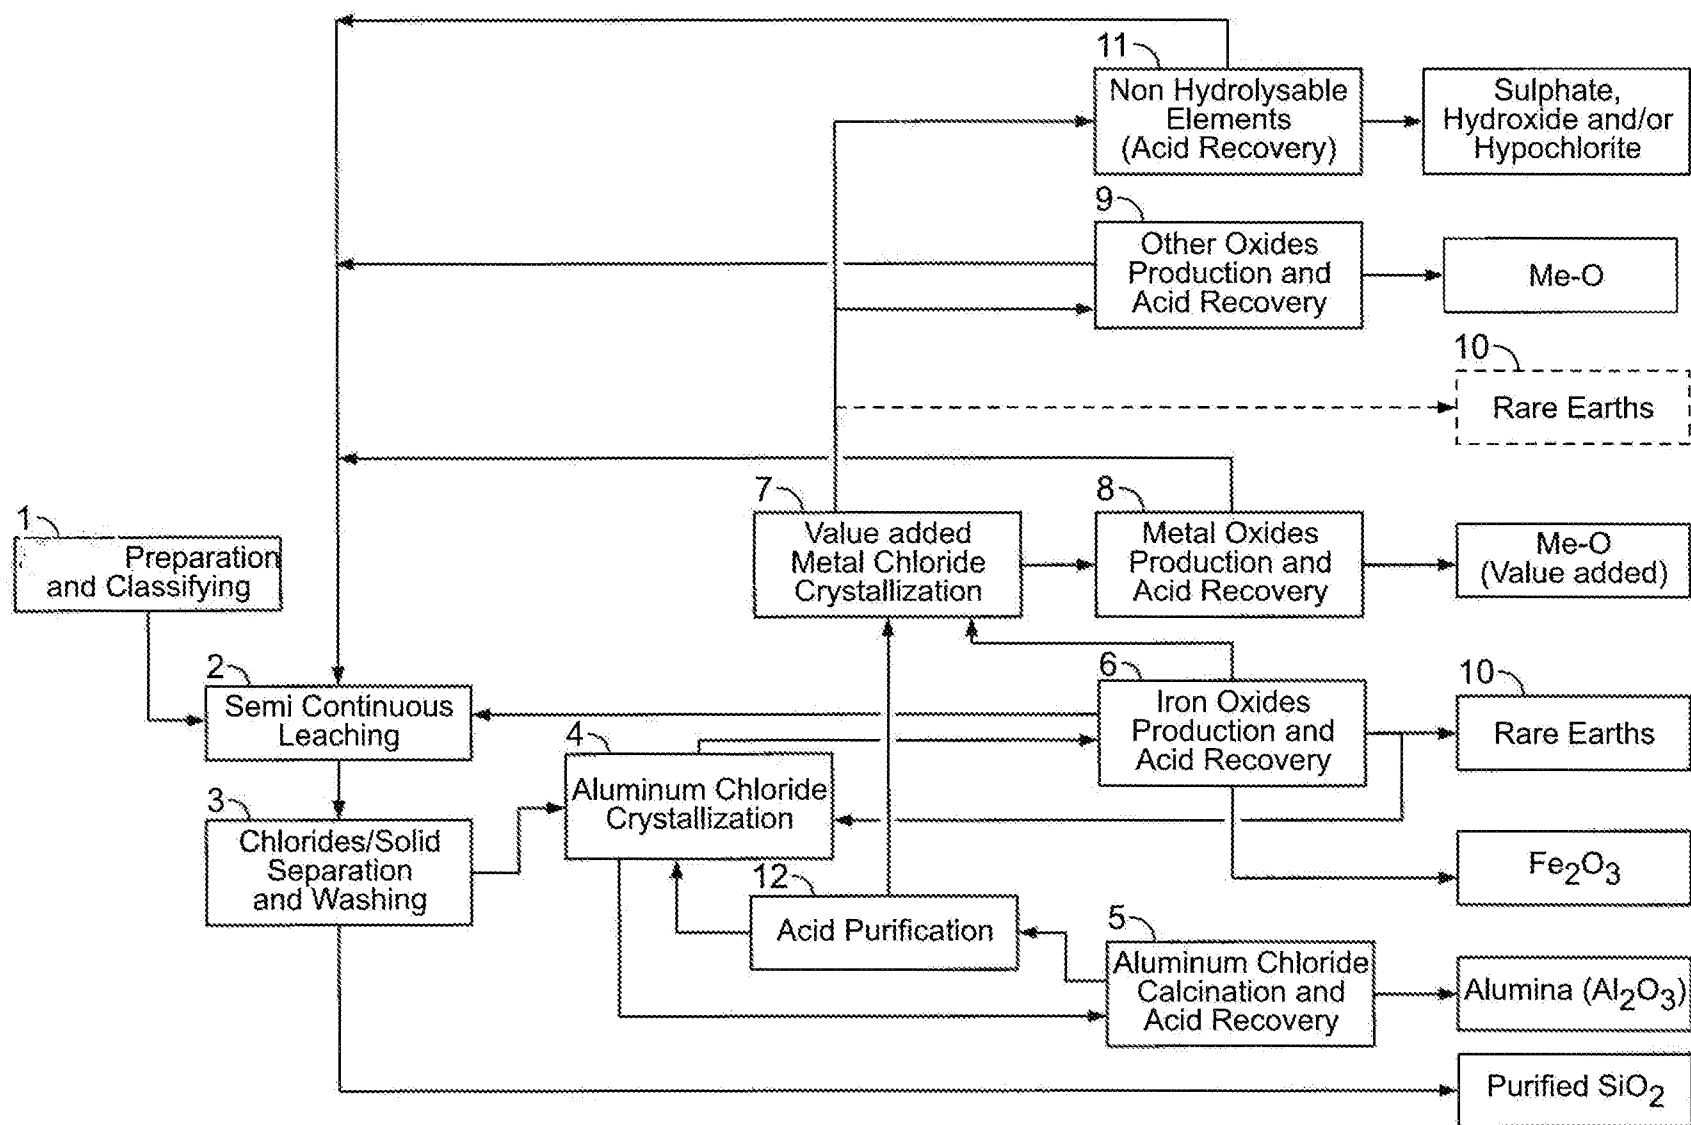 11
Non Hydrolysable
Elements
(Acid Recovery)
Sulphate,
Hydroxide and/or
Hypochlorite
9
Other Oxides
Production and
Acid Recovery
Me-O
10
Rare Earths
7
Value added
Metal Chloride
Crystallization
8
Metal Oxides
Production and
Acid Recovery
Me-O
(Value added)
1
Preparation
and Classifying
2
Semi Continuous
Leaching
6
Iron Oxides
Production and
Acid Recovery
10
Rare Earths
4
Aluminum Chloride
Crystallization
3
Chlorides/Solid
Separation
and Washing
Fe2O3
12
Acid Purification
5
Aluminum Chloride
Calcination and
Acid Recovery
Alumina (Al2O3)
Purified SiO2